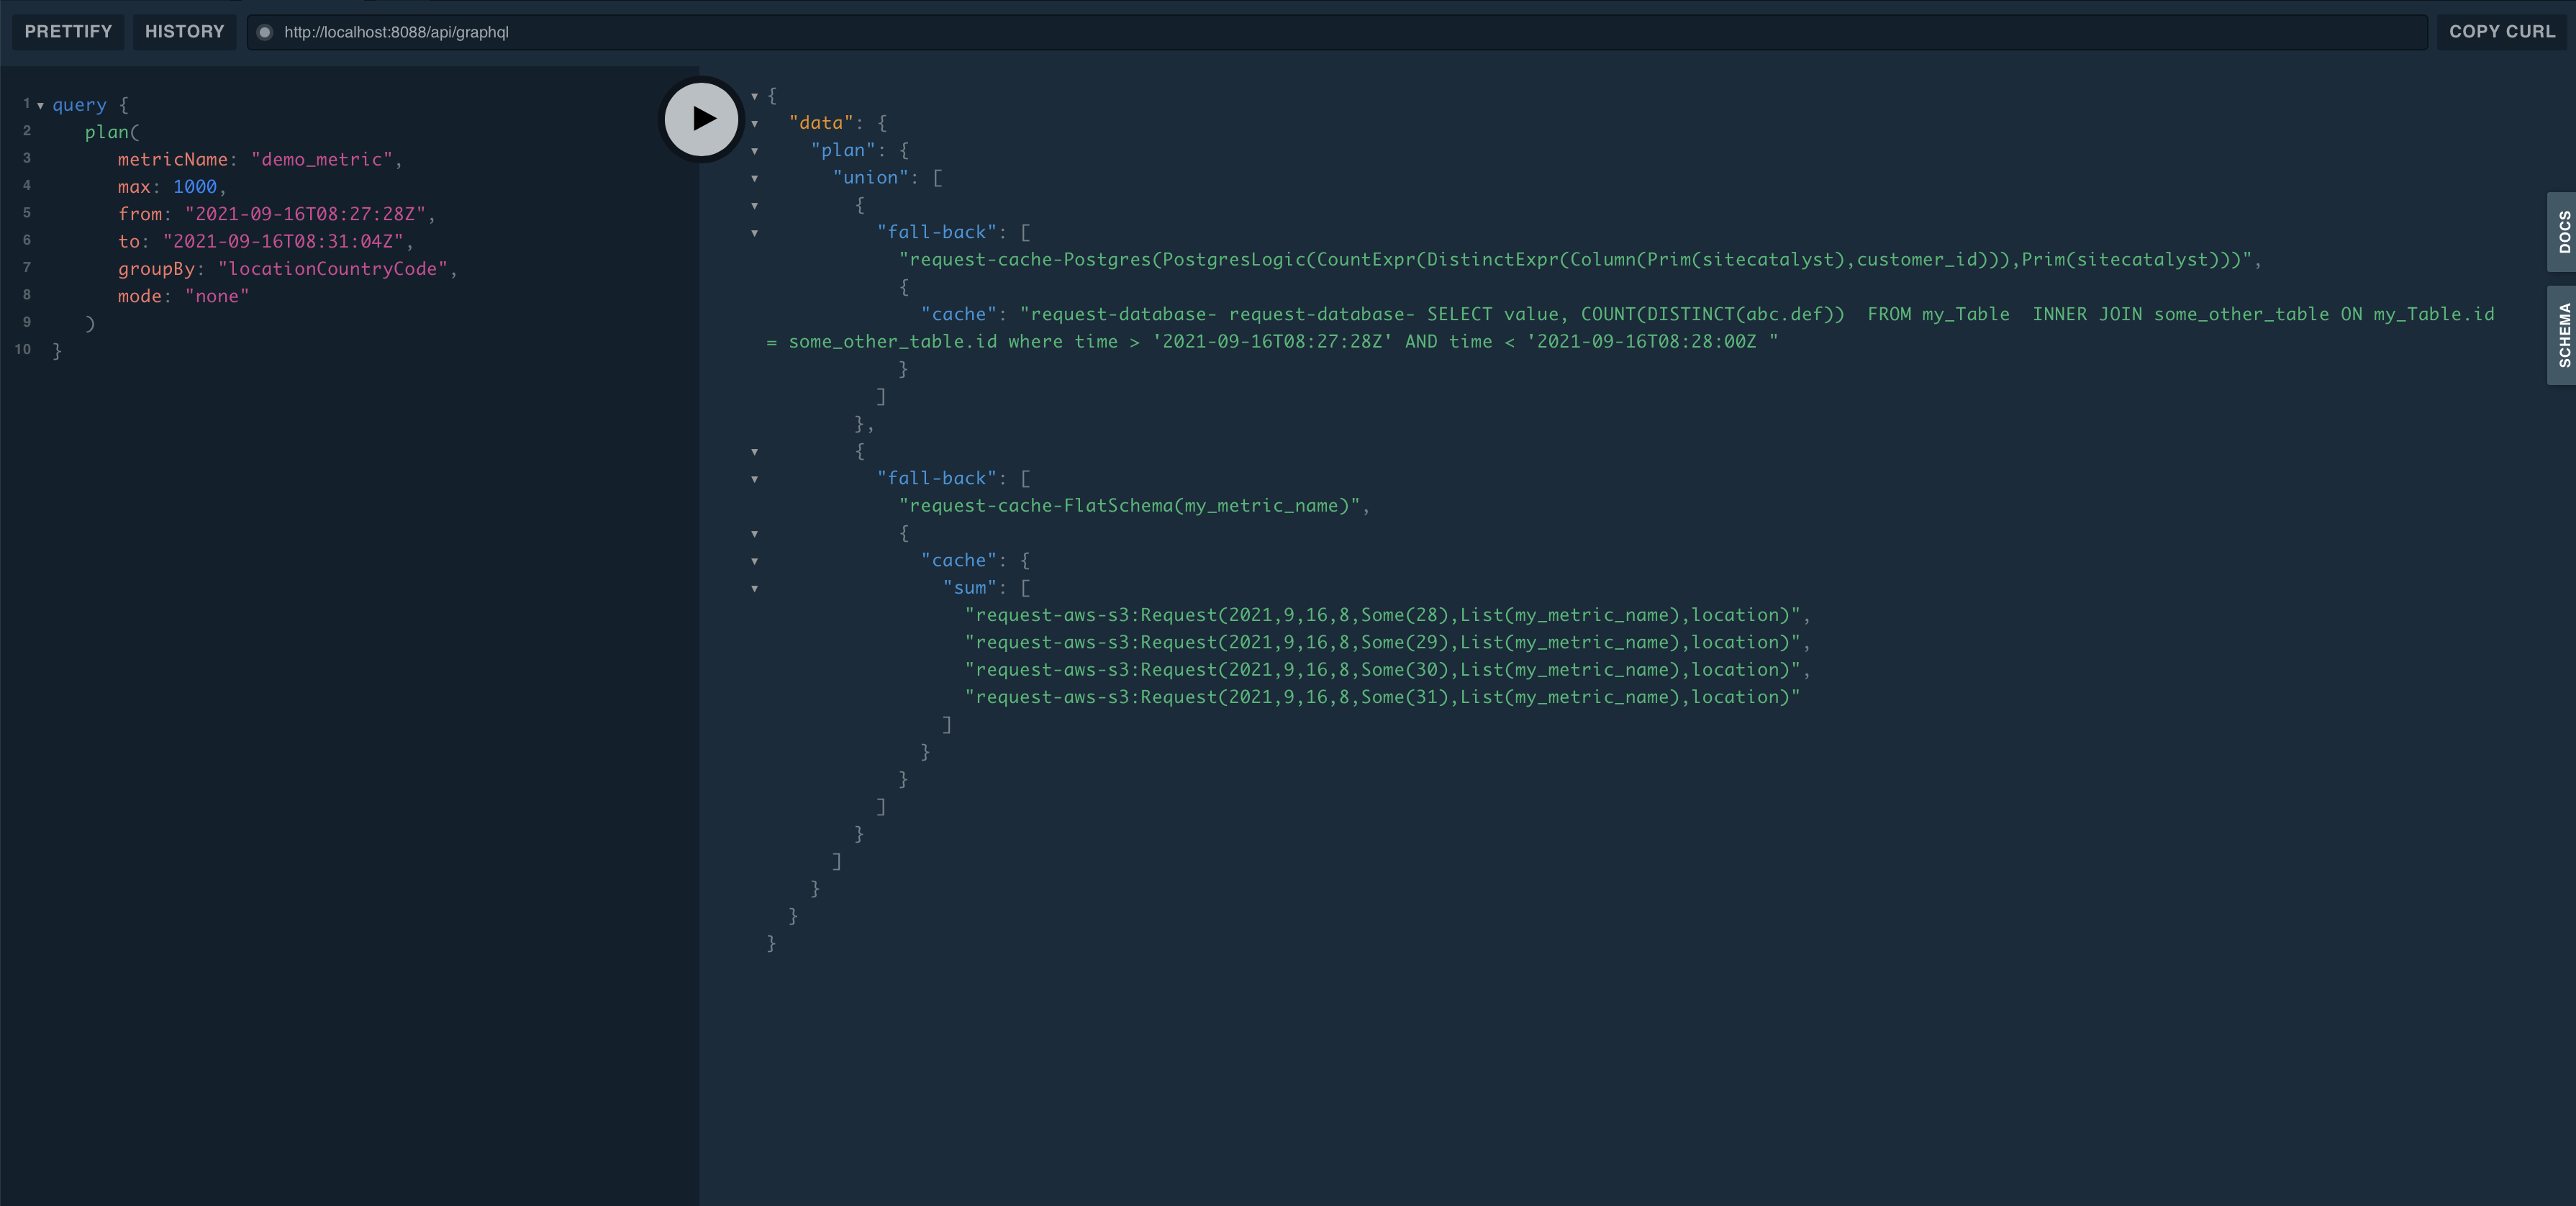 PRETTIFY
HISTORY
http://localhost:8088/api/graphql
COPY CURL
1 query {
2 plan(
3 metricName: "demo_metric",
4 max: 1000,
5 from: "2021-09-16T08:27:28Z",
6 to: "2021-09-16T08:31:04Z",
7 groupBy: "locationCountryCode",
8 mode: "none"
9 )
10 }
{
"data": {
"plan": {
"union": [
{
"fall-back": [
"request-cache-Postgres(PostgresLogic(CountExpr(DistinctExpr(Column(Prim(sitecatalyst),customer_id))),Prim(sitecatalyst)))",
{
"cache": "request-database- request-database- SELECT value, COUNT(DISTINCT(abc.def))  FROM my_Table  INNER JOIN some_other_table ON my_Table.id
= some_other_table.id where time > '2021-09-16T08:27:28Z' AND time < '2021-09-16T08:28:00Z "
}
]
},
{
"fall-back": [
"request-cache-FlatSchema(my_metric_name)",
{
"cache": {
"sum": [
"request-aws-s3:Request(2021,9,16,8,Some(28),List(my_metric_name),location)",
"request-aws-s3:Request(2021,9,16,8,Some(29),List(my_metric_name),location)",
"request-aws-s3:Request(2021,9,16,8,Some(30),List(my_metric_name),location)",
"request-aws-s3:Request(2021,9,16,8,Some(31),List(my_metric_name),location)"
]
}
}
]
}
]
}
}
}
DOCS
SCHEMA